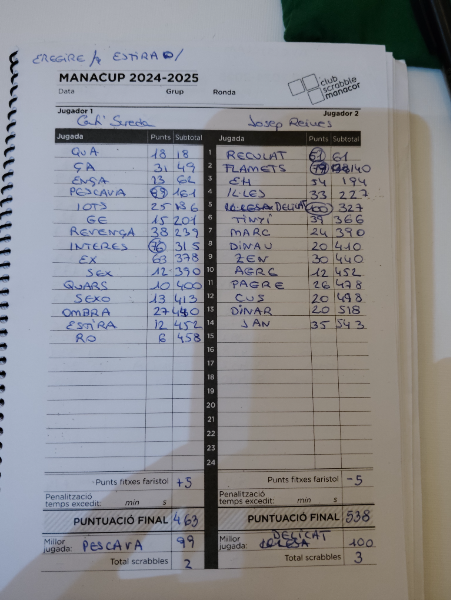 EREGIRE / ESTIRAD /
MANACUP 2024-2025
Data Grup Ronda
club scrabble manacor
Jugador 1 Jugador 2
Sureda Josep Reines
Jugada Punts Subtotal Jugada Punts Subtotal
QUA 18 18 1 RECULAT 61 61
ÇA 31 49 2 FLAMETS 79 140
ENÇÀ 13 62 3 EH 54 194
PESCAVA 99 161 4 ILLES 33 227
IOTS 25 186 5 DELICAT 100 327
GE 15 201 6 TINYI 39 366
REVENÇA 38 239 7 MARC 24 390
INTERES 76 315 8 DINAU 20 410
EX 63 378 9 ZEN 30 440
SEX 12 390 10 AGRE 12 452
QUARS 10 400 11 PAGRE 26 478
SEXO 13 413 12 CUS 20 498
OMBRA 27 440 13 DINAR 20 518
ESTIRA 12 452 14 JAN 35 543
RO 6 458 15
16
17
18
19
20
21
22
23
24
Punts fitxes faristol +5 Punts fitxes faristol -5
Penalització temps excedit: min s Penalització temps excedit: min s
PUNTUACIÓ FINAL 463 PUNTUACIÓ FINAL 538
Millor jugada: PESCAVA 99 Millor jugada: DELICAT 100
Total scrabbles 2 Total scrabbles 3